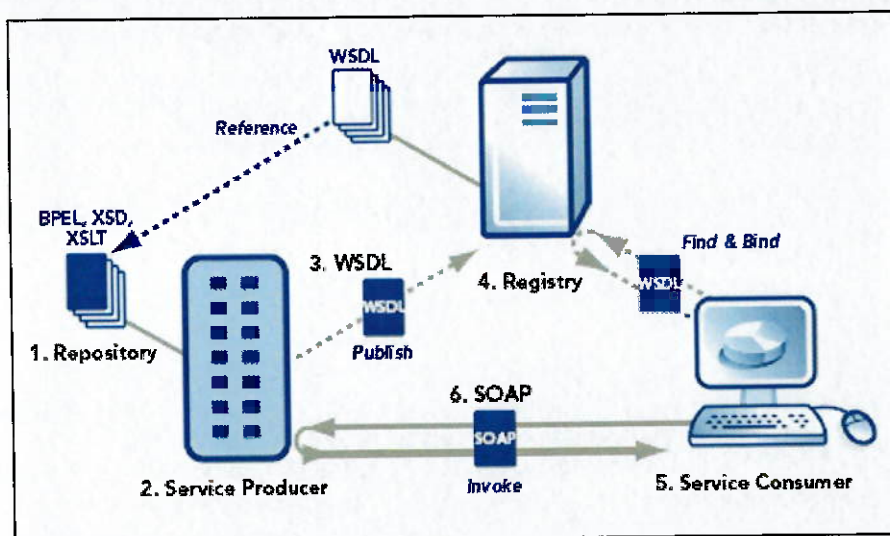 WSDL
Reference
BPEL, XSD,
XSLT
1. Repository
3. WSDL
WSDL
Publish
4. Registry
Find & Bind
WSDL
6. SOAP
SOAP
Invoke
2. Service Producer
5. Service Consumer